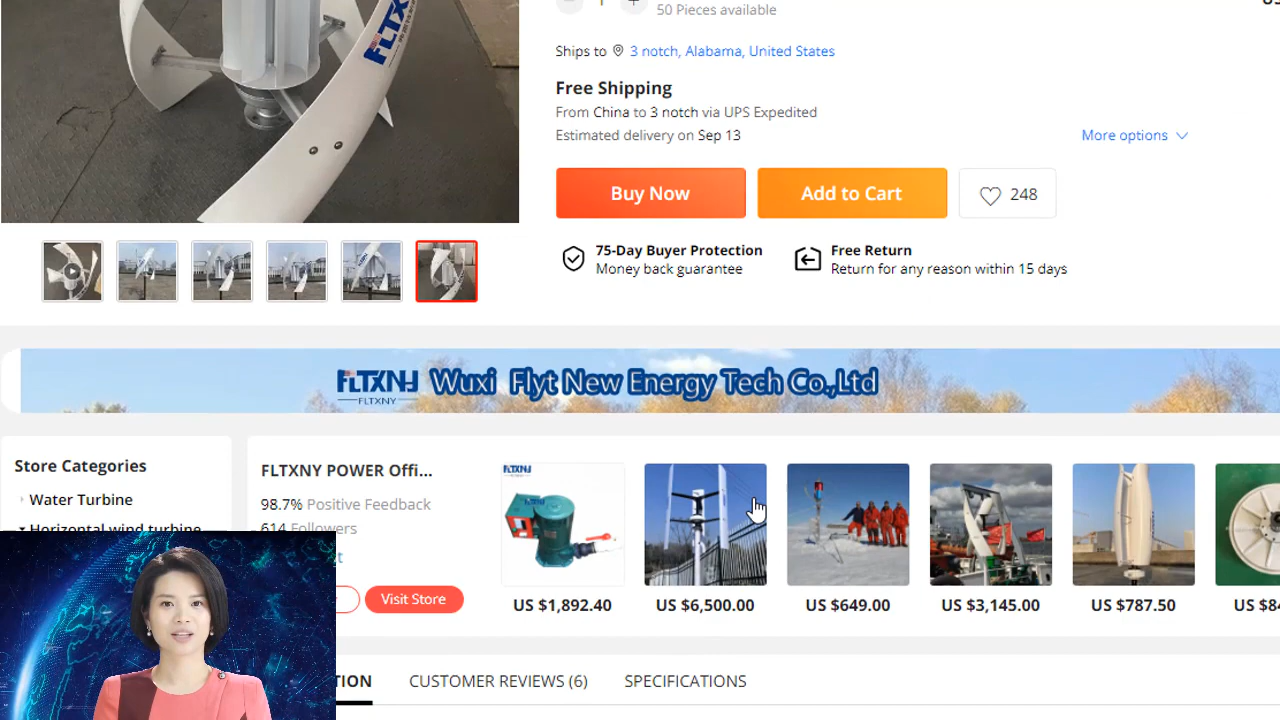 1
50 Pieces available
Ships to 3 notch, Alabama, United States
Free Shipping
From China to 3 notch via UPS Expedited
Estimated delivery on Sep 13
More options
Buy Now
Add to Cart
248
75-Day Buyer Protection
Money back guarantee
Free Return
Return for any reason within 15 days
FLTXNY
Wuxi Flyt New Energy Tech Co.,Ltd
Store Categories
Water Turbine
Horizontal wind turbine
FLTXNY POWER Offi...
98.7% Positive Feedback
614 Followers
Visit Store
US $1,892.40
US $6,500.00
US $649.00
US $3,145.00
US $787.50
CUSTOMER REVIEWS (6)
SPECIFICATIONS